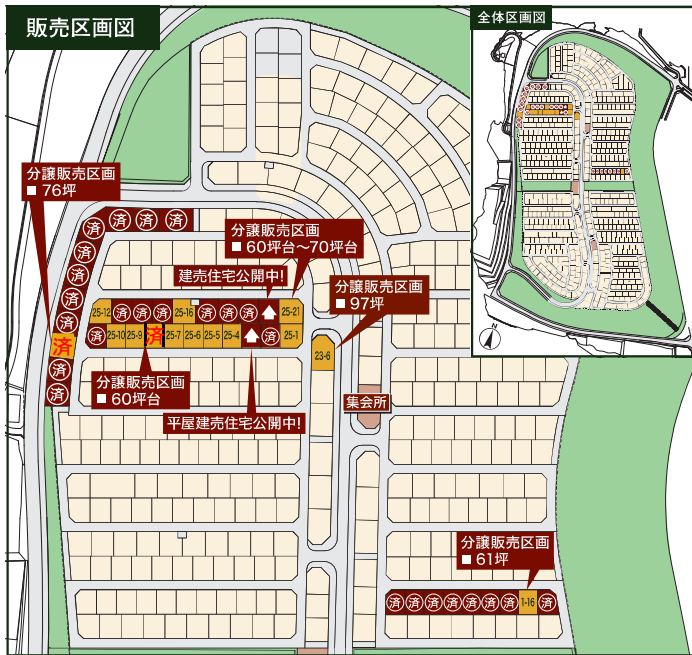 販売区画図
全体区画図
分譲販売区画
■ 76坪
分譲販売区画
■ 60坪台〜70坪台
建売住宅公開中!
分譲販売区画
■ 97坪
済 済 済 済
済
済
済
済
済
済
済
済
25-12 済 済 済 25-16 済 済 済 25-21
済 25-10 25-9 済 25-7 25-6 25-5 25-4 済 25-1
23-6
分譲販売区画
■ 60坪台
平屋建売住宅公開中!
集会所
分譲販売区画
■ 61坪
済 済 済 済 済 済 済 1-16 済
N